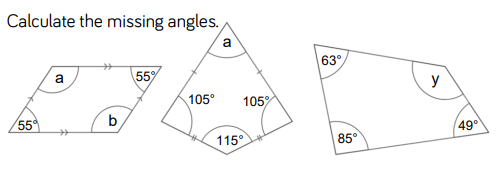 Calculate the missing angles.
a 55° 55° b
a 105° 105° 115°
63° y 85° 49°